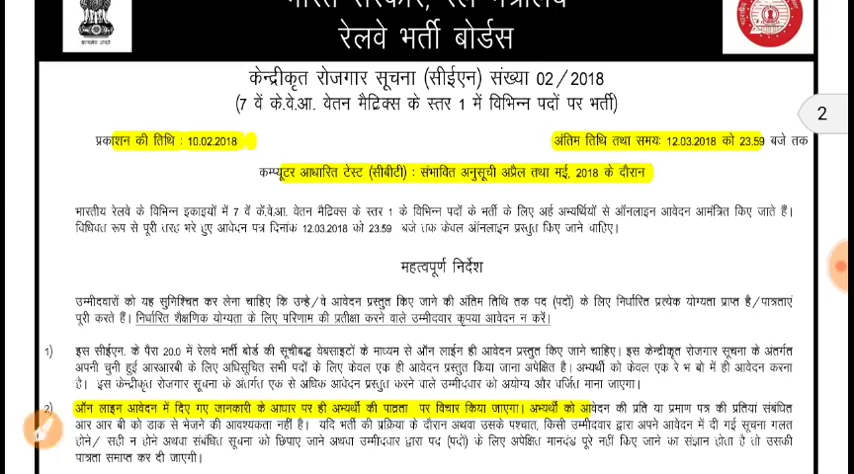 भारत सरकार, रेल मंत्रालय
रेलवे भर्ती बोर्डस
केन्द्रीकृत रोजगार सूचना (सीईएन) संख्या 02/2018
(7 वें के.वे.आ. वेतन मैट्रिक्स के स्तर 1 में विभिन्न पदों पर भर्ती)
2
प्रकाशन की तिथि : 10.02.2018 अंतिम तिथि तथा समयः 12.03.2018 को 23.59 बजे तक
कम्प्यूटर आधारित टेस्ट (सीबीटी) : संभावित अनुसूची अप्रैल तथा मई, 2018 के दौरान
भारतीय रेलवे के विभिन्न इकाइयों में 7 वें कें.वे.आ. वेतन मैट्रिक्स के स्तर 1 के विभिन्न पदों के भर्ती के लिए अर्ह अभ्यर्थियों से ऑनलाइन आवेदन आमंत्रित किए जाते हैं।
विधिवत रूप से पूरी तरह भरे हुए आवेदन पत्र दिनांक 12.03.2018 को 23.59 बजे तक केवल ऑनलाइन प्रस्तुत किए जाने चाहिए।
महत्वपूर्ण निर्देश
उम्मीदवारों को यह सुनिश्चित कर लेना चाहिए कि उन्हे/वे आवेदन प्रस्तुत किए जाने की अंतिम तिथि तक पद (पदों) के लिए निर्धारित प्रत्येक योग्यता प्राप्त है/पात्रताएं
पूरी करते हैं। निर्धारित शैक्षणिक योग्यता के लिए परिणाम की प्रतीक्षा करने वाले उम्मीदवार कृपया आवेदन न करें।
1) इस सीईएन. के पैरा 20.0 में रेलवे भर्ती बोर्ड की सूचीबद्ध वेबसाइटों के माध्यम से ऑन लाईन ही आवेदन प्रस्तुत किए जाने चाहिए। इस केन्द्रीकृत रोजगार सूचना के अंतर्गत
अपनी चुनी हुई आरआरबी के लिए अधिसूचित सभी पदों के लिए केवल एक ही आवेदन प्रस्तुत किया जाना अपेक्षित है। अभ्यर्थी को केवल एक रे भ बो में ही आवेदन करना
है। इस केन्द्रीकृत रोजगार सूचना के अंतर्गत एक से अधिक आवेदन प्रस्तुत करने वाले उम्मीदवार को अयोग्य और वर्जित माना जाएगा।
2) ऑन लाइन आवेदन में दिए गए जानकारी के आधार पर ही अभ्यर्थी की पात्रता पर विचार किया जाएगा। अभ्यर्थी को आवेदन की प्रति या प्रमाण पत्र की प्रतियां संबंधित
आर आर बी को डाक से भेजने की आवश्यकता नहीं है। यदि भर्ती की प्रक्रिया के दौरान अथवा उसके पश्चात, किसी उम्मीदवार द्वारा अपने आवेदन में दी गई सूचना गलत
होने/ सही न होने अथवा संबंधित सूचना को छिपाए जाने अथवा उम्मीदवार द्वारा पद (पदों) के लिए अपेक्षित मानदंड पूरे नहीं किए जाने का संज्ञान होता है तो उसकी
पात्रता समाप्त कर दी जाएगी।